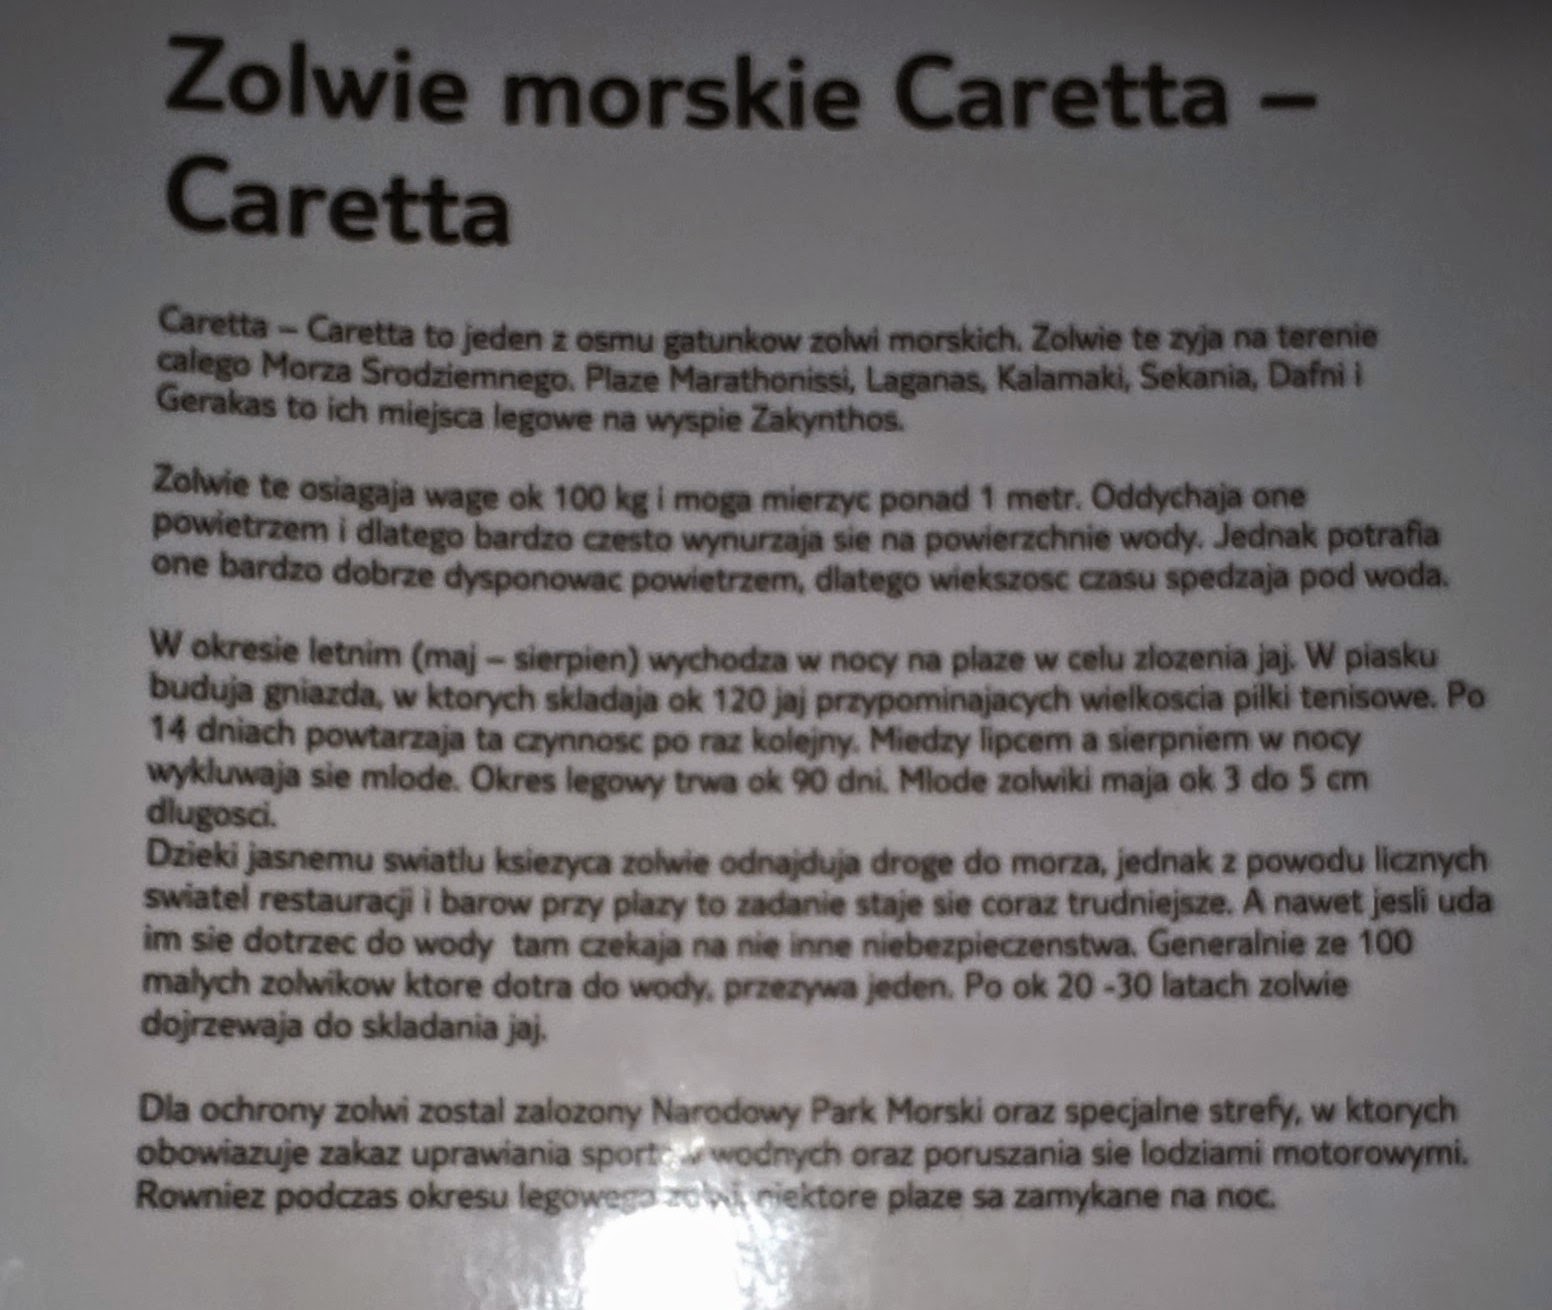 Zolwie morskie Caretta –
Caretta
Caretta – Caretta to jeden z osmu gatunkow zolwi morskich. Zolwie te zyja na terenie
calego Morza Srodziemnego. Plaze Marathonissi, Laganas, Kalamaki, Sekania, Dafni i
Gerakas to ich miejsca legowe na wyspie Zakynthos.
Zolwie te osiagaja wage ok 100 kg i moga mierzyc ponad 1 metr. Oddychaja one
powietrzem i dlatego bardzo czesto wynurzaja sie na powierzchnie wody. Jednak potrafia
one bardzo dobrze dysponowac powietrzem, dlatego wiekszosc czasu spedzaja pod woda.
W okresie letnim (maj – sierpien) wychodza w nocy na plaze w celu zlozenia jaj. W piasku
buduja gniazda, w ktorych skladaja ok 120 jaj przypominajacych wielkoscia pilki tenisowe. Po
14 dniach powtarzaja ta czynnosc po raz kolejny. Miedzy lipcem a sierpniem w nocy
wykluwaja sie mlode. Okres legowy trwa ok 90 dni. Mlode zolwiki maja ok 3 do 5 cm
dlugosci.
Dzieki jasnemu swiatlu ksiezyca zolwie odnajduja droge do morza, jednak z powodu licznych
swiatel restauracji i barow przy plazy to zadanie staje sie coraz trudniejsze. A nawet jesli uda
im sie dotrzec do wody tam czekaja na nie inne niebezpieczenstwa. Generalnie ze 100
malych zolwikow ktore dotra do wody, przezywa jeden. Po ok 20 -30 latach zolwie
dojrzewaja do skladania jaj.
Dla ochrony zolwi zostal zalozony Narodowy Park Morski oraz specjalne strefy, w ktorych
obowiazuje zakaz uprawiania sportow wodnych oraz poruszania sie lodziami motorowymi.
Rowniez podczas okresu legowego zolwi, niektore plaze sa zamykane na noc.